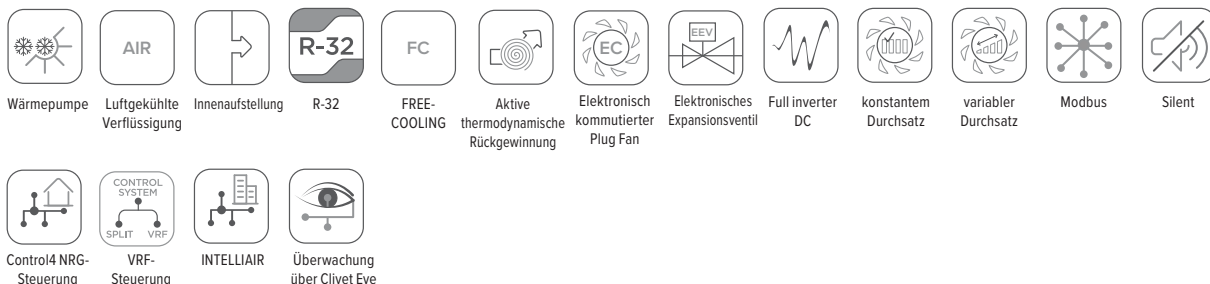 AIR
R-32
FC
EC
EEV
Wärmepumpe
Luftgekühlte
Verflüssigung
Innenaufstellung
R-32
FREE-
COOLING
Aktive
thermodynamische
Rückgewinnung
Elektronisch
kommutierter
Plug Fan
Elektronisches
Expansionsventil
Full inverter
DC
konstantem
Durchsatz
variabler
Durchsatz
Modbus
Silent
CONTROL
SYSTEM
SPLIT VRF
Control4 NRG-
Steuerung
VRF-
Steuerung
INTELLIAIR
Überwachung
über Clivet Eve